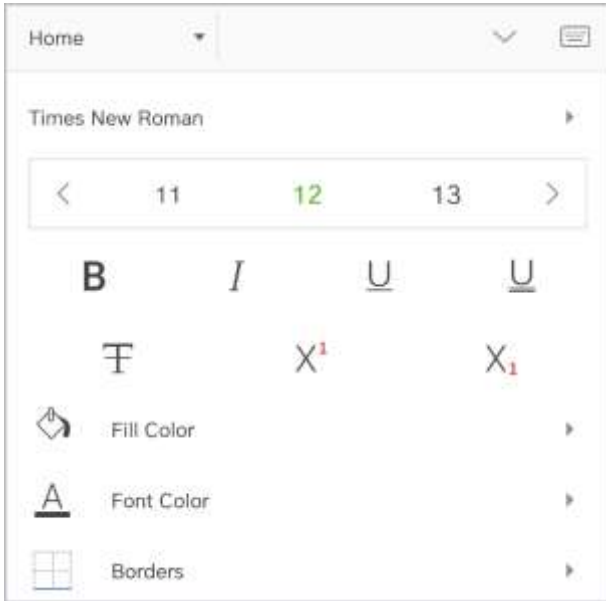 Home
Times New Roman
11 12 13
B I U U
T X1 X1
Fill Color
A Font Color
Borders